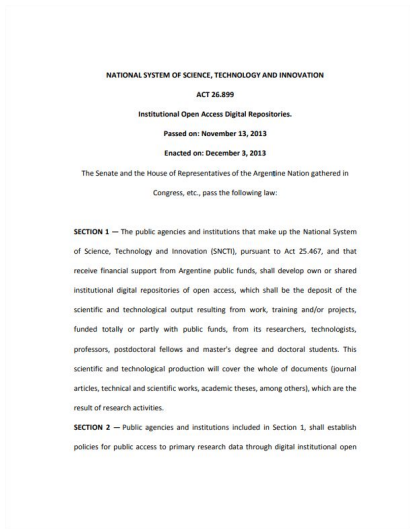 NATIONAL SYSTEM OF SCIENCE, TECHNOLOGY AND INNOVATION
ACT 26.899
Institutional Open Access Digital Repositories.
Passed on: November 13, 2013
Enacted on: December 3, 2013
The Senate and the House of Representatives of the Argentine Nation gathered in
Congress, etc., pass the following law:
SECTION 1 — The public agencies and institutions that make up the National System
of Science, Technology and Innovation (SNCTI), pursuant to Act 25.467, and that
receive financial support from Argentine public funds, shall develop own or shared
institutional digital repositories of open access, which shall be the deposit of the
scientific and technological output resulting from work, training and/or projects,
funded totally or partly with public funds, from its researchers, technologists,
professors, postdoctoral fellows and master's degree and doctoral students. This
scientific and technological production will cover the whole of documents (journal
articles, technical and scientific works, academic theses, among others), which are the
result of research activities.
SECTION 2 — Public agencies and institutions included in Section 1, shall establish
policies for public access to primary research data through digital institutional open